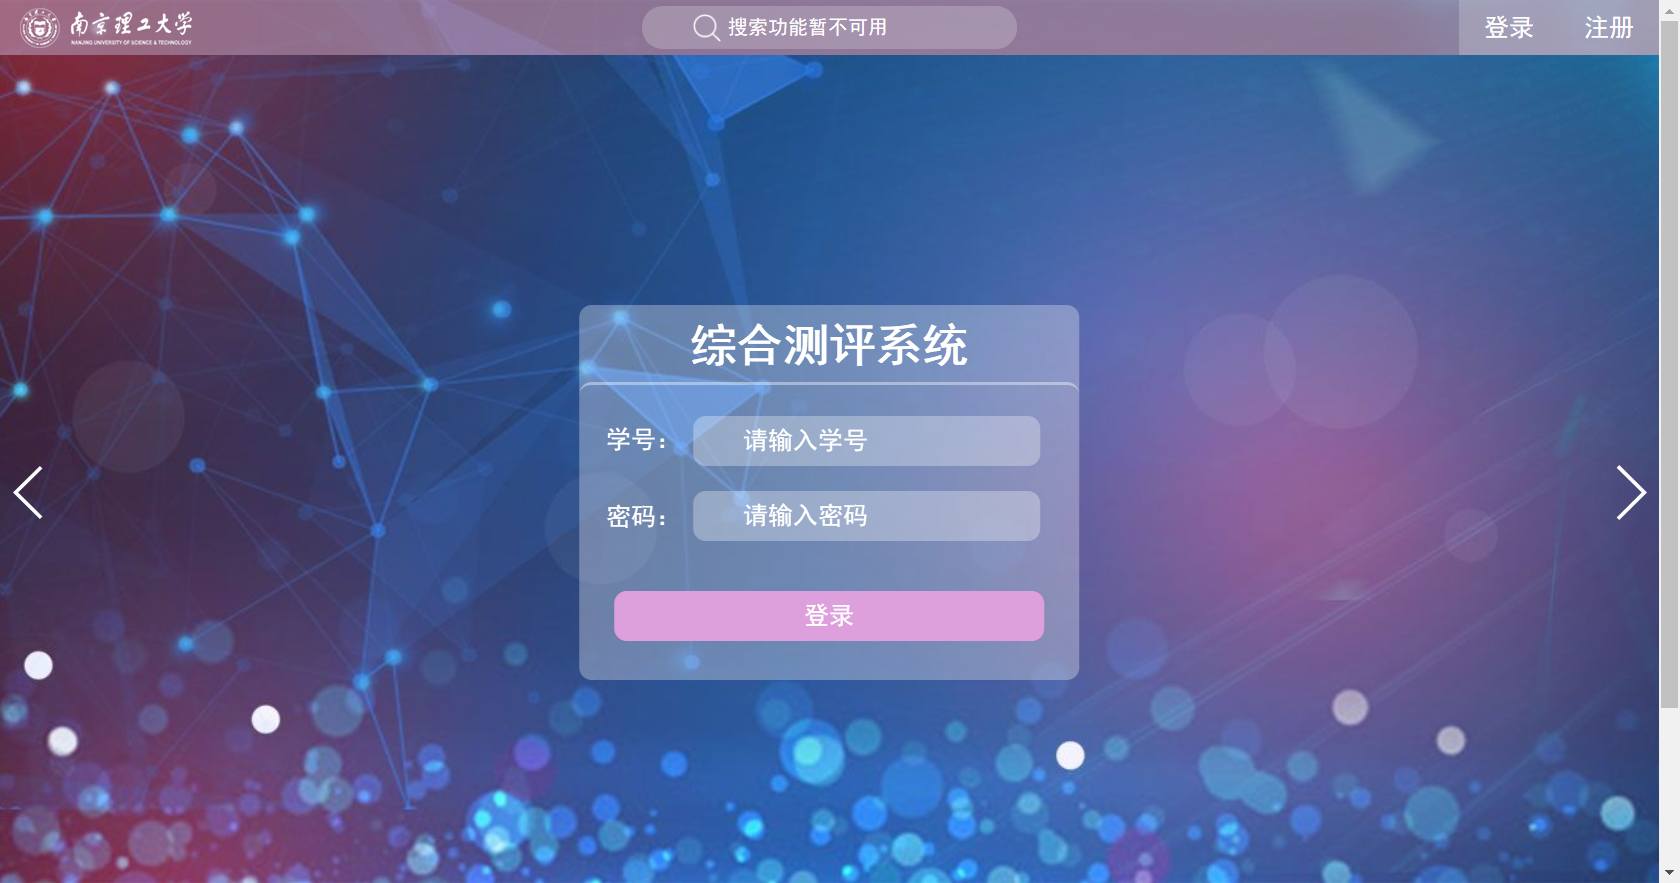 南京理工大学
NANJING UNIVERSITY OF SCIENCE & TECHNOLOGY
搜索功能暂不可用
登录
注册
综合测评系统
学号：
请输入学号
密码：
请输入密码
登录